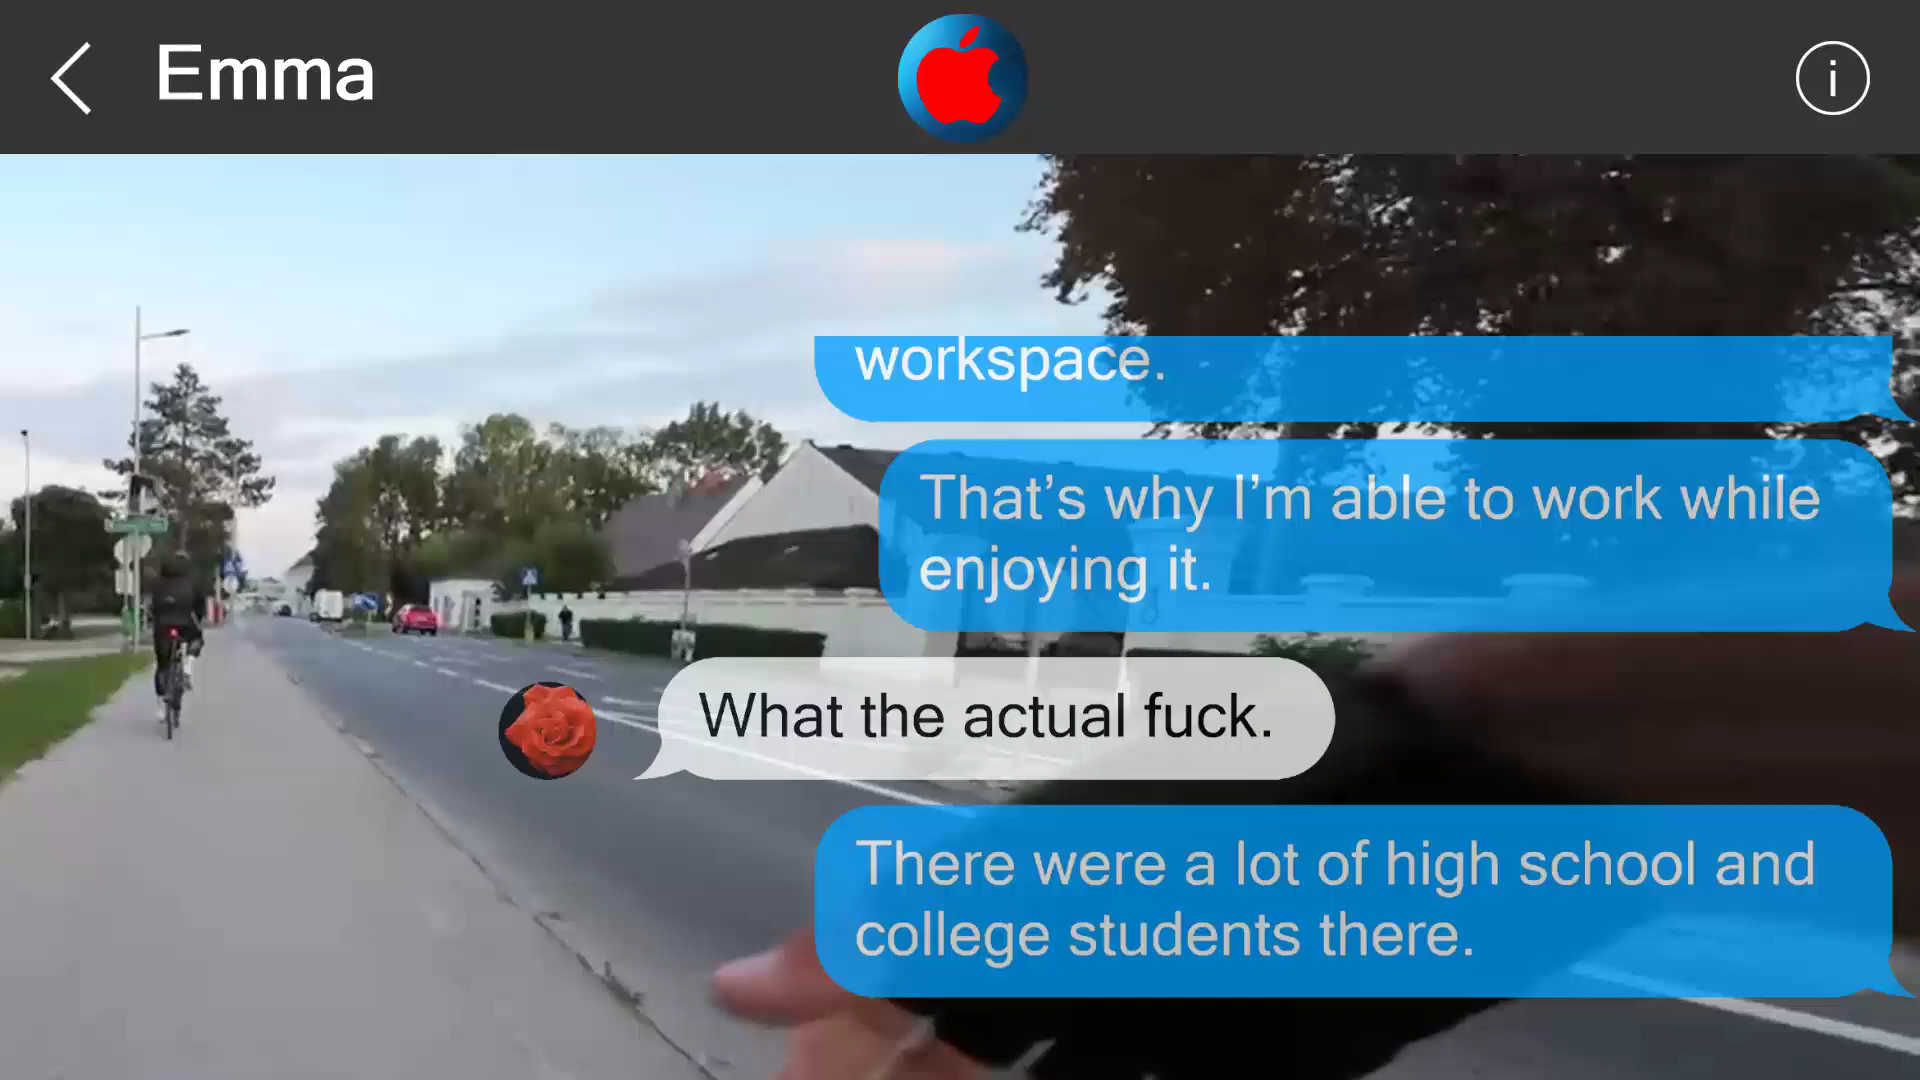 Emma
workspace.
That's why I'm able to work while
enjoying it.
What the actual fuck.
There were a lot of high school and
college students there.